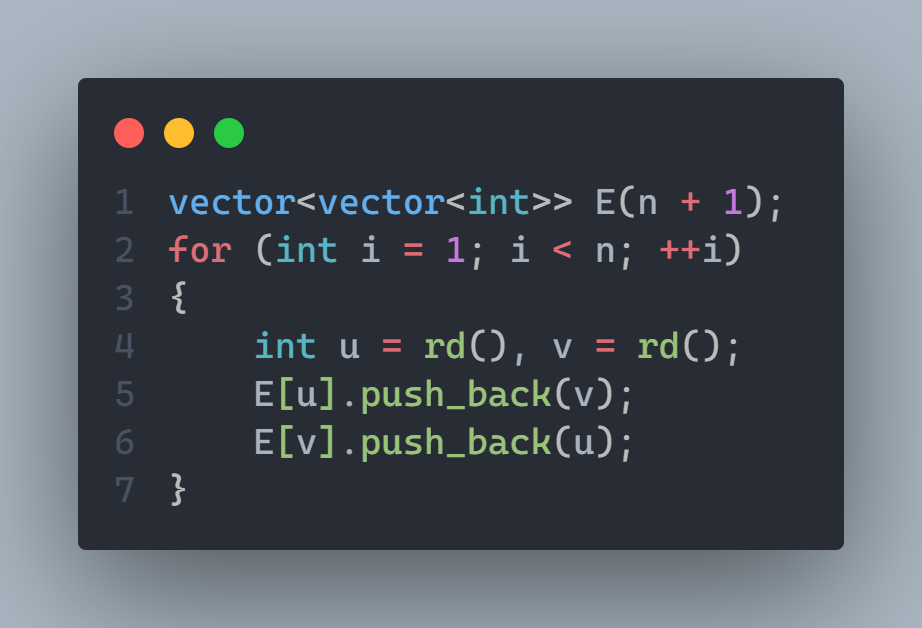 1 vector<vector<int>> E(n + 1);
2 for (int i = 1; i < n; ++i)
3 {
4     int u = rd(), v = rd();
5     E[u].push_back(v);
6     E[v].push_back(u);
7 }